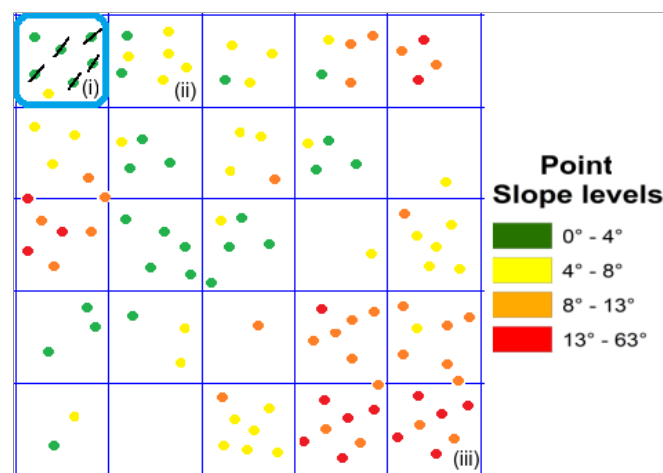 (i)
(ii)
Point
Slope levels
0° - 4°
4° - 8°
8° - 13°
13° - 63°
(iii)